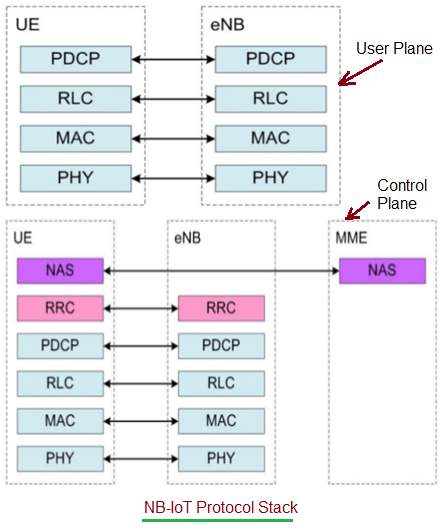 UE eNB
PDCP PDCP
User Plane
RLC RLC
MAC MAC
PHY PHY
Control
Plane
UE eNB MME
NAS NAS
RRC RRC
PDCP PDCP
RLC RLC
MAC MAC
PHY PHY
NB-IoT Protocol Stack